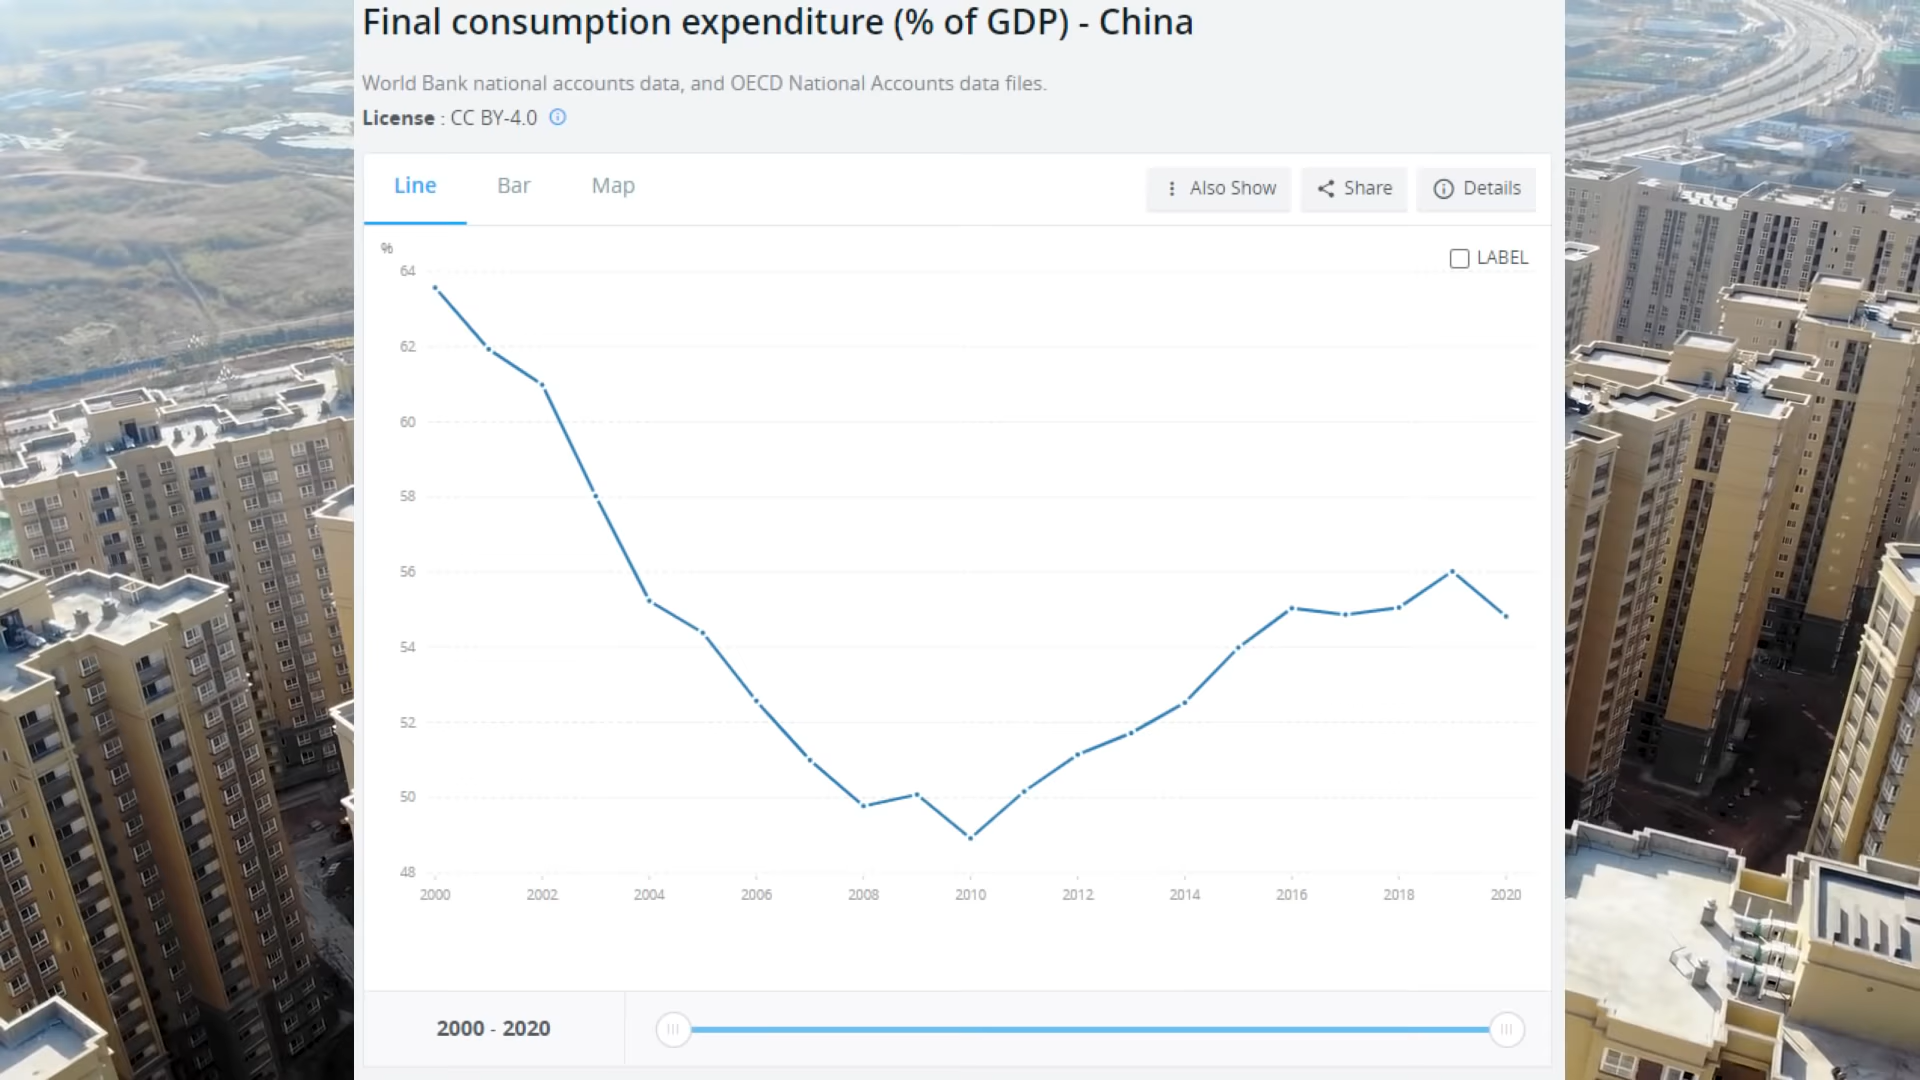 Final consumption expenditure (% of GDP) - China
World Bank national accounts data, and OECD National Accounts data files.
License : CC BY-4.0
Line Bar Map Also Show Share Details
%
LABEL
64
62
60
58
56
54
52
50
48
2000 2002 2004 2006 2008 2010 2012 2014 2016 2018 2020
2000 - 2020